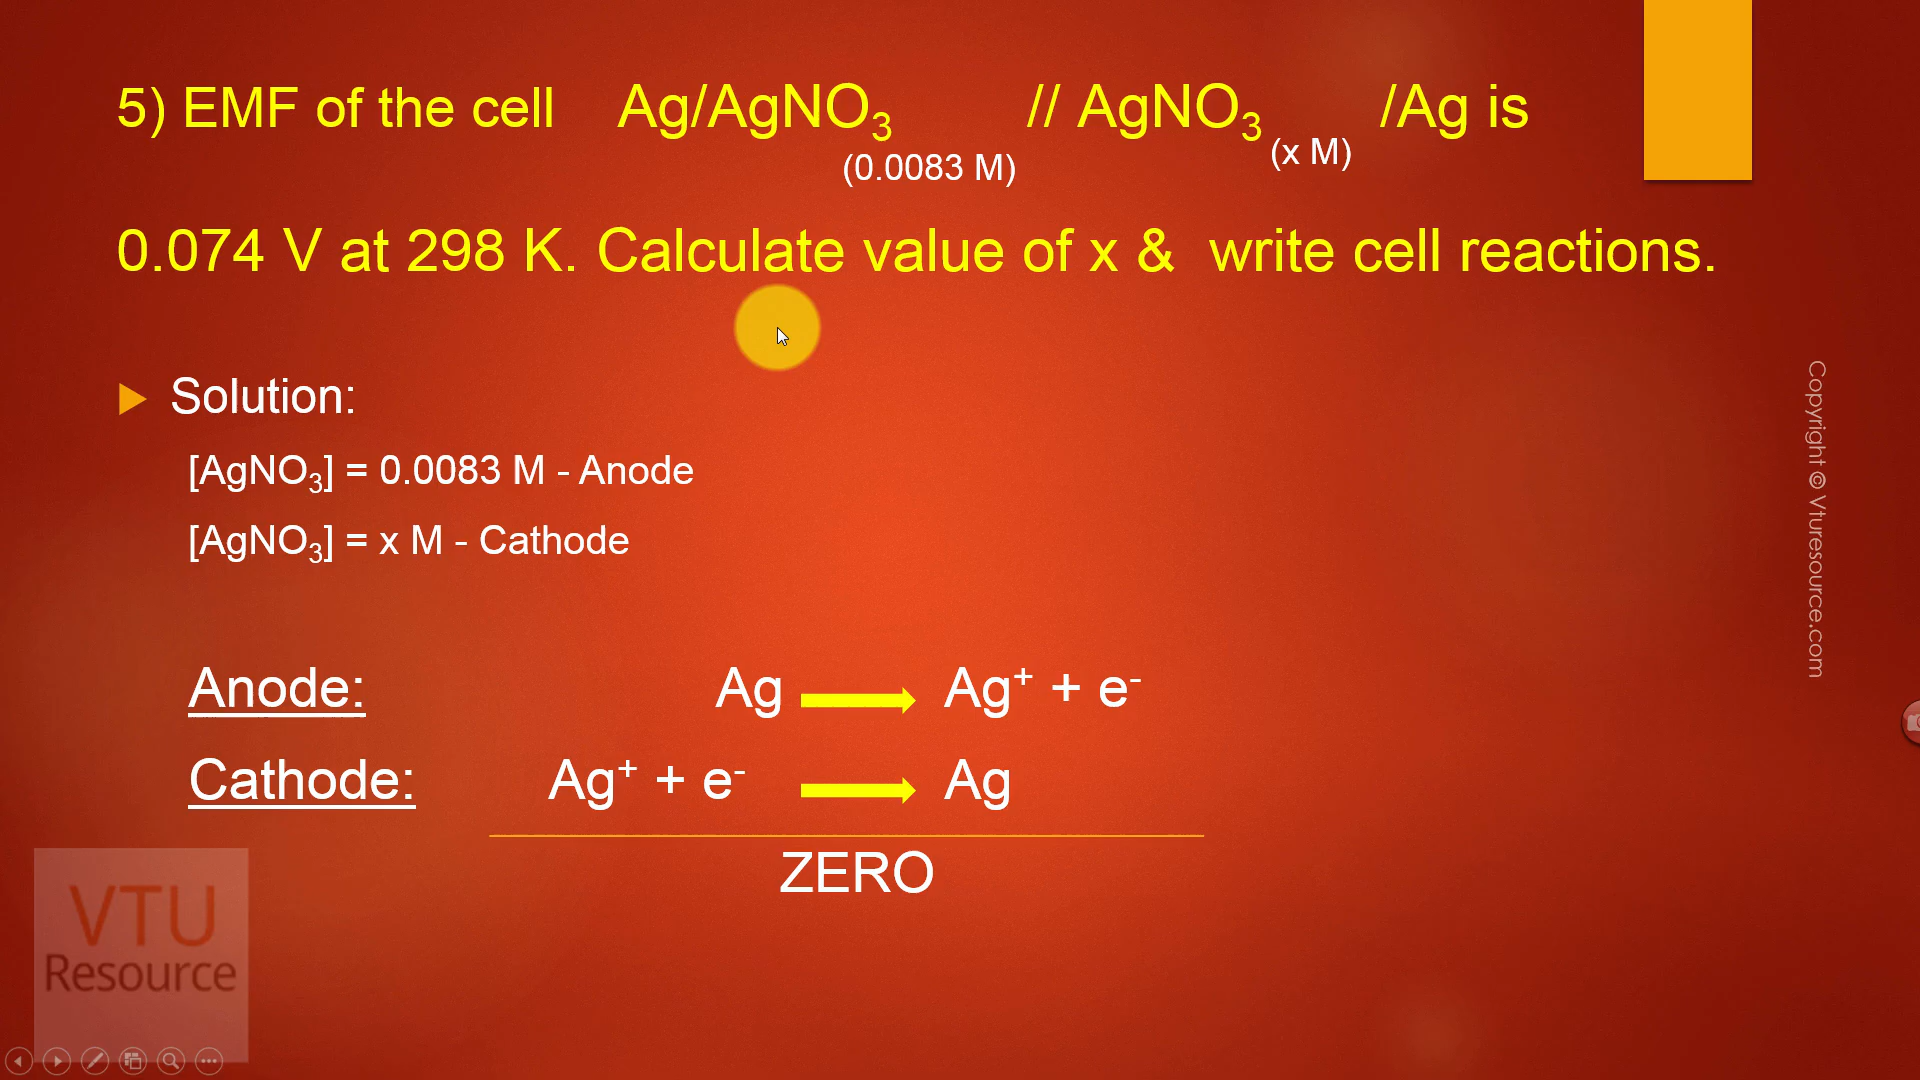 5) EMF of the cell Ag/AgNO₃ // AgNO₃ /Ag is
(0.0083 M) (x M)
0.074 V at 298 K. Calculate value of x & write cell reactions.
Solution:
[AgNO₃] = 0.0083 M - Anode
[AgNO₃] = x M - Cathode
Anode: Ag Ag⁺ + e⁻
Cathode: Ag⁺ + e⁻ Ag
ZERO
Copyright © Vturesource.com
VTU
Resource